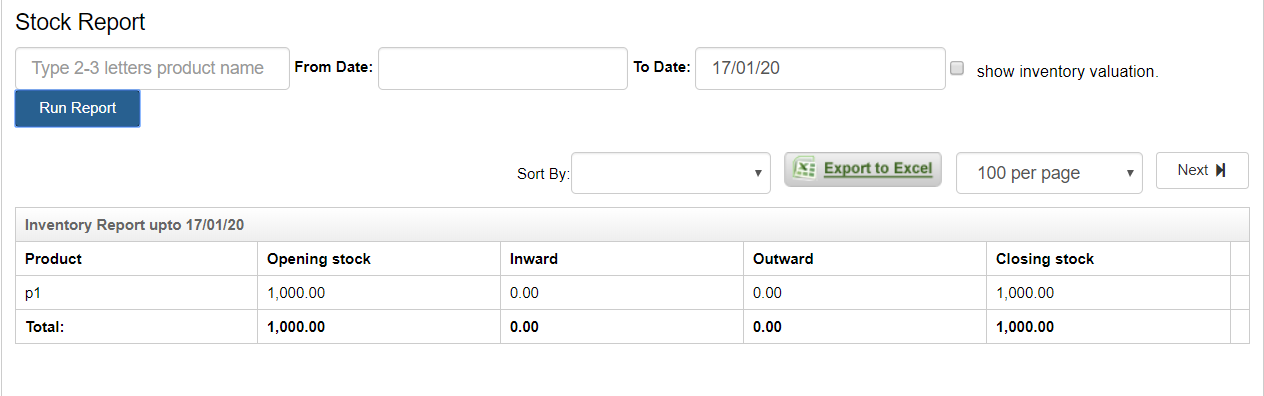 Stock Report
Type 2-3 letters product name From Date: To Date: 17/01/20 show inventory valuation.
Run Report
Sort By: Export to Excel 100 per page Next
Inventory Report upto 17/01/20
Product Opening stock Inward Outward Closing stock
p1 1,000.00 0.00 0.00 1,000.00
Total: 1,000.00 0.00 0.00 1,000.00